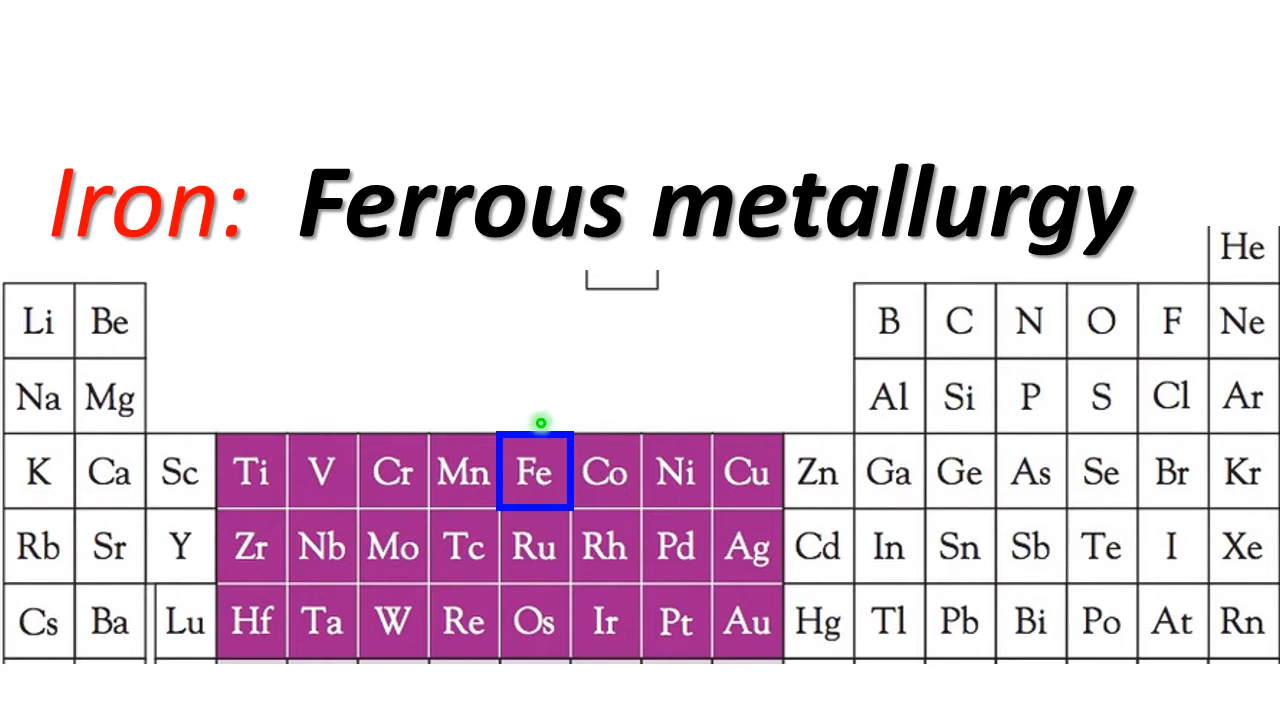 Iron: Ferrous metallurgy
He
Li Be B C N O F Ne
Na Mg Al Si P S Cl Ar
K Ca Sc Ti V Cr Mn Fe Co Ni Cu Zn Ga Ge As Se Br Kr
Rb Sr Y Zr Nb Mo Tc Ru Rh Pd Ag Cd In Sn Sb Te I Xe
Cs Ba Lu Hf Ta W Re Os Ir Pt Au Hg Tl Pb Bi Po At Rn